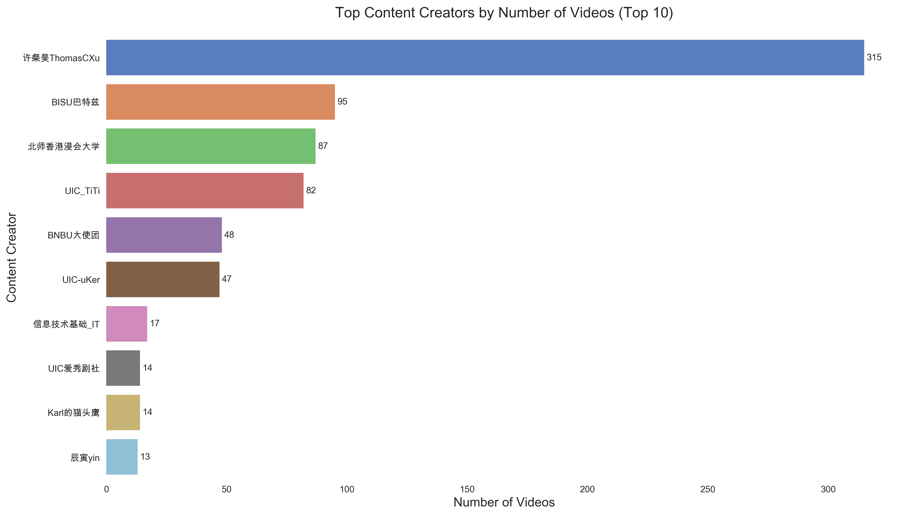 Top Content Creators by Number of Videos (Top 10)
许粲昊ThomasCXu 315
BISU巴特兹 95
北师香港浸会大学 87
UIC_TiTi 82
BNBU大使团 48
UIC-uKer 47
信息技术基础_IT 17
UIC爱秀剧社 14
Karl的猫头鹰 14
辰寅yin 13
Content Creator
0 50 100 150 200 250 300
Number of Videos